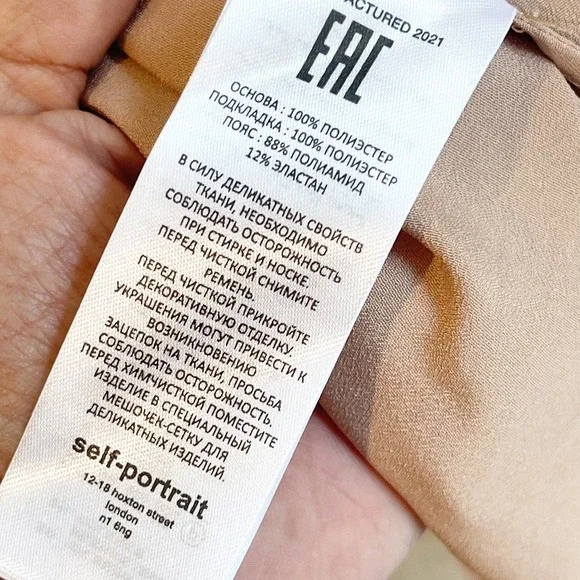 ACTURED 2021
EAC
ОСНОВА : 100% ПОЛИЭСТЕР
ПОДКЛАДКА : 100% ПОЛИЭСТЕР
ПОЯС : 88% ПОЛИАМИД
12% ЭЛАСТАН
В СИЛУ ДЕЛИКАТНЫХ СВОЙСТВ
ТКАНИ, НЕОБХОДИМО
СОБЛЮДАТЬ ОСТОРОЖНОСТЬ
ПРИ СТИРКЕ И НОСКЕ.
ПЕРЕД ЧИСТКОЙ СНИМИТЕ
РЕМЕНЬ.
ПЕРЕД ЧИСТКОЙ ПРИКРОЙТЕ
ДЕКОРАТИВНУЮ ОТДЕЛКУ.
УКРАШЕНИЯ МОГУТ ПРИВЕСТИ К
ВОЗНИКНОВЕНИЮ
ЗАЦЕПОК НА ТКАНИ, ПРОСЬБА
СОБЛЮДАТЬ ОСТОРОЖНОСТЬ.
ПЕРЕД ХИМЧИСТКОЙ ПОМЕСТИТЕ
ИЗДЕЛИЕ В СПЕЦИАЛЬНЫЙ
МЕШОЧЕК-СЕТКУ ДЛЯ
ДЕЛИКАТНЫХ ИЗДЕЛИЙ.
self-portrait
12-18 hoxton street
london
n1 6ng